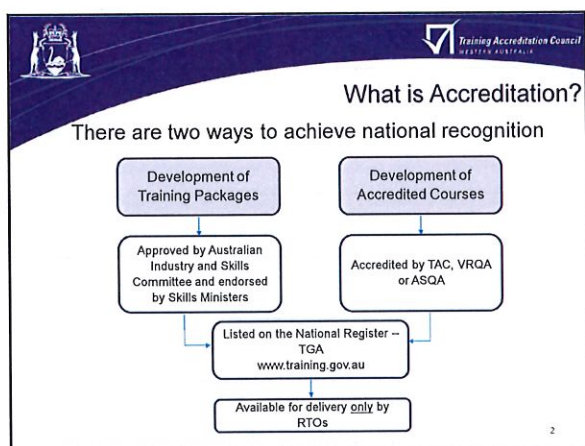 Training Accreditation Council
WESTERN AUSTRALIA
What is Accreditation?
There are two ways to achieve national recognition
Development of
Training Packages
Development of
Accredited Courses
Approved by Australian
Industry and Skills
Committee and endorsed
by Skills Ministers
Accredited by TAC, VRQA
or ASQA
Listed on the National Register –
TGA
www.training.gov.au
Available for delivery only by
RTOs
2